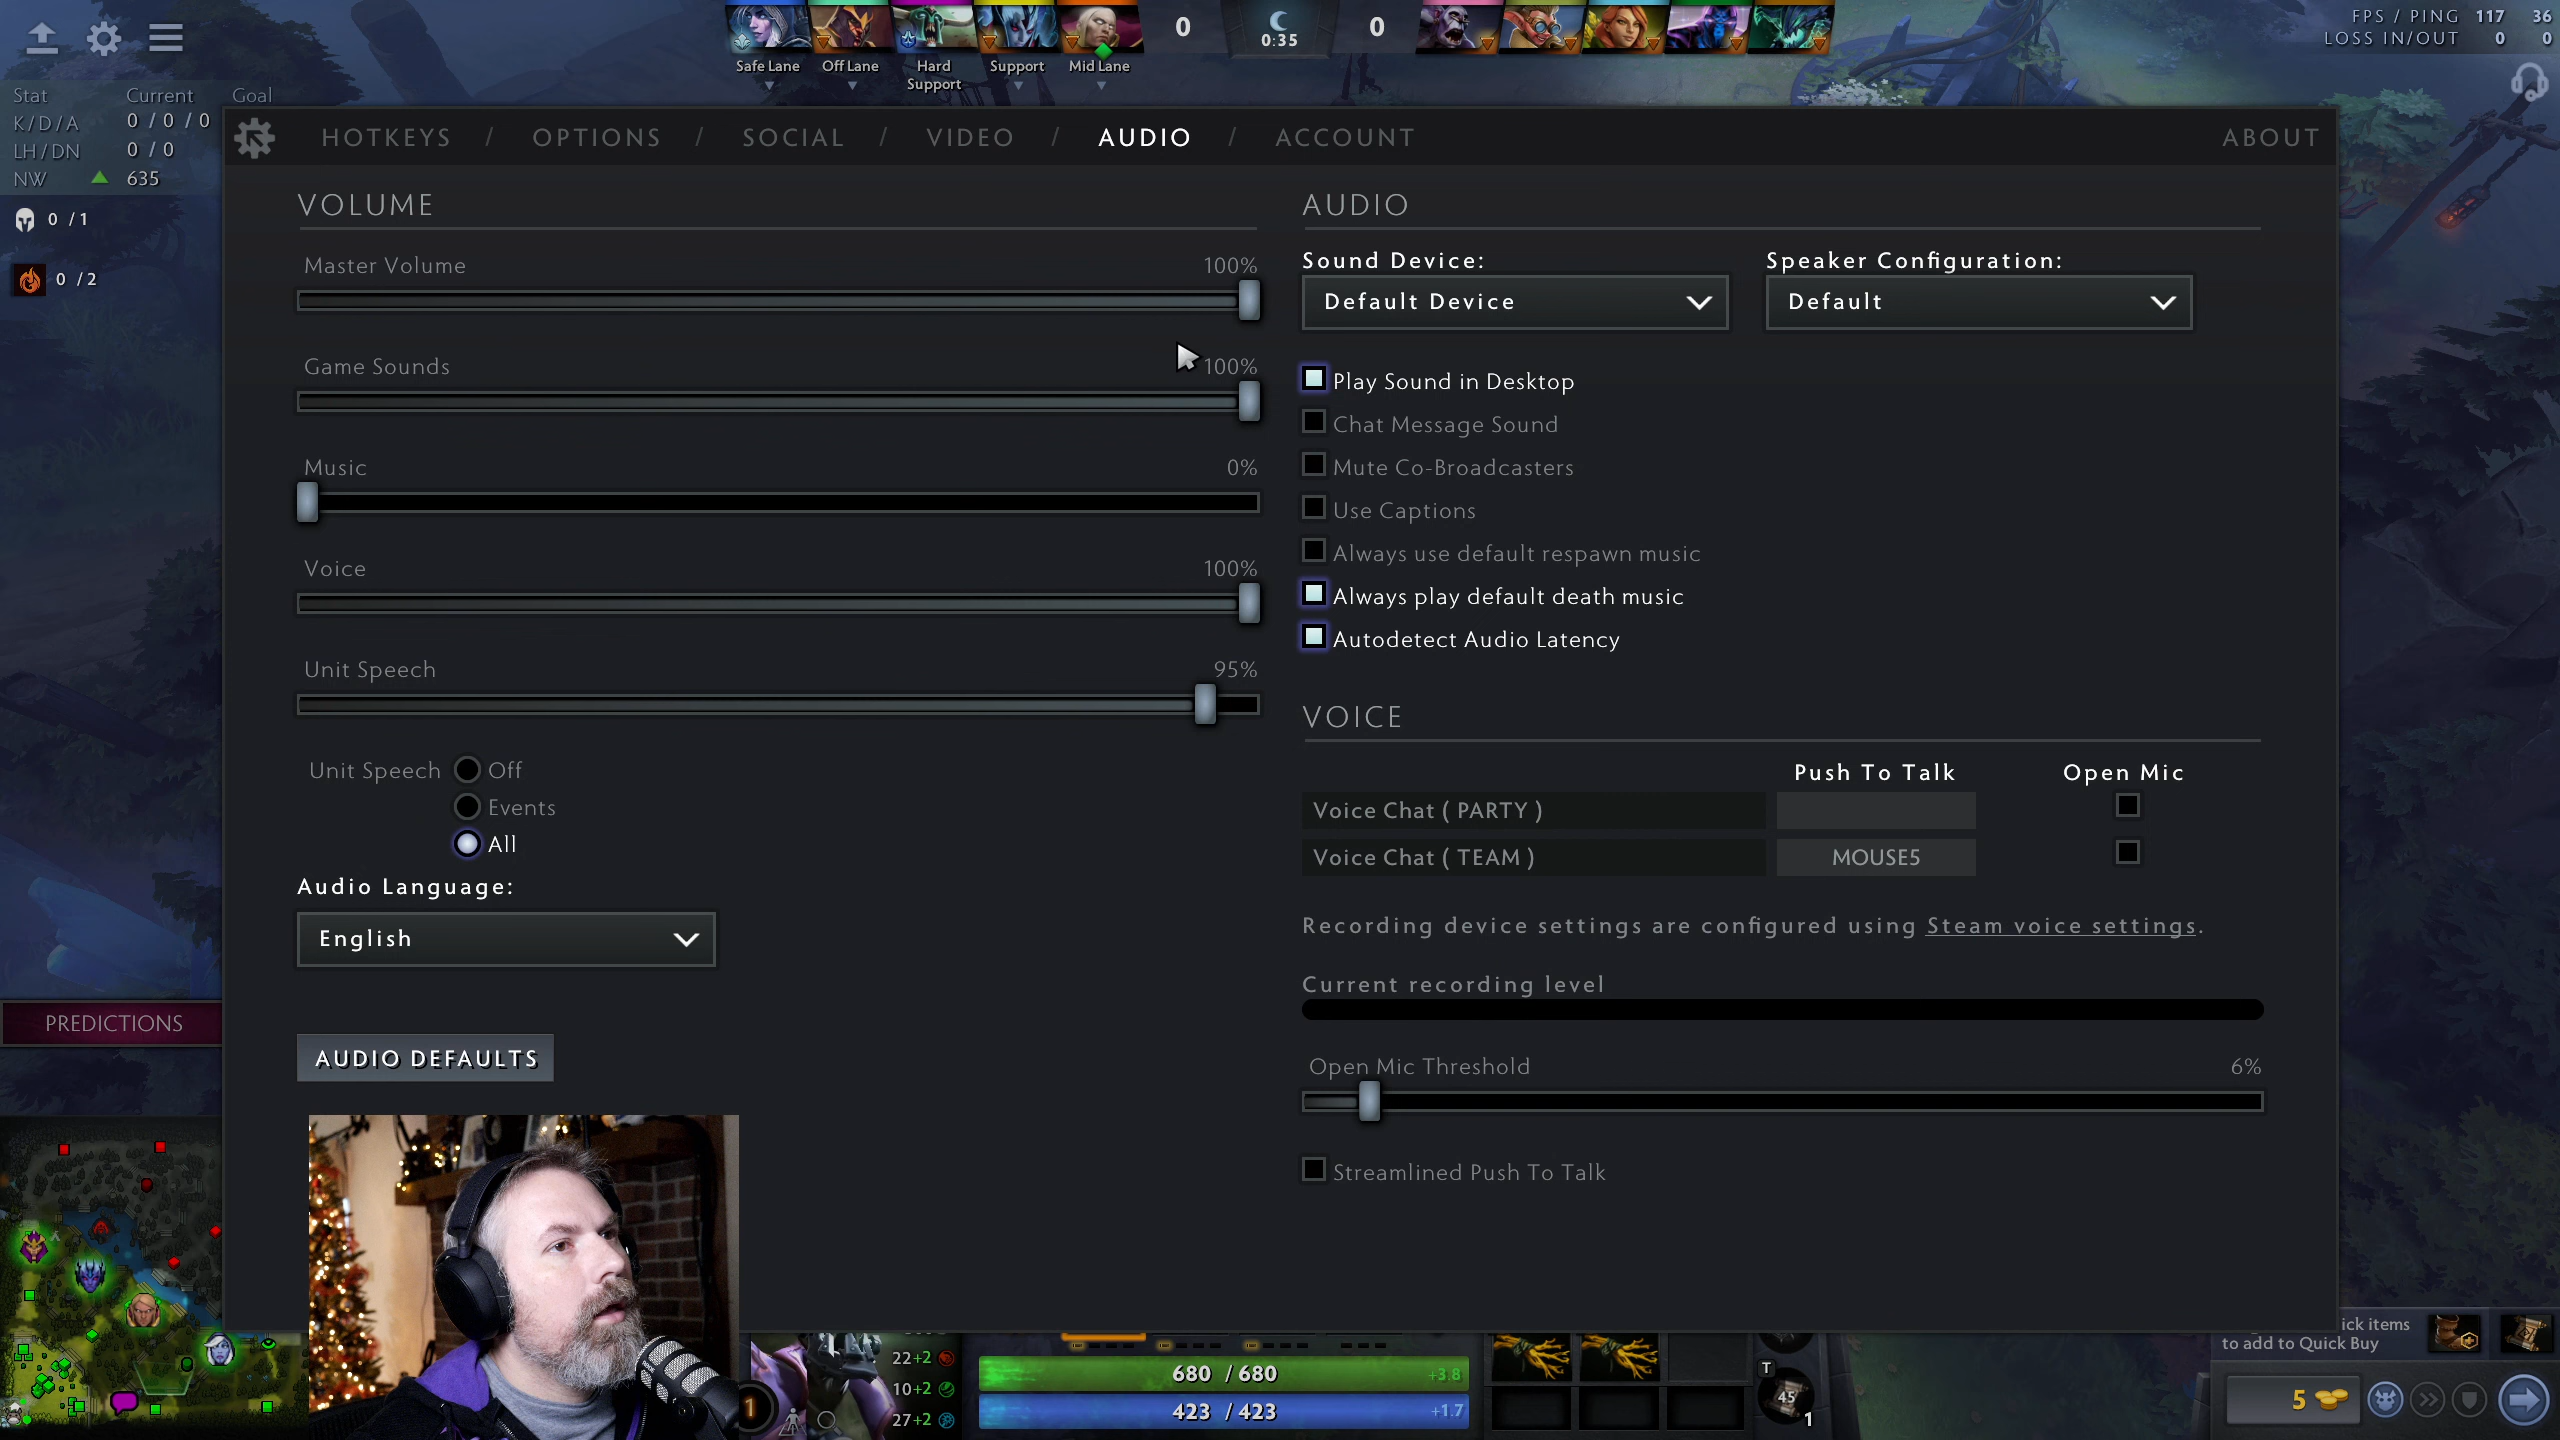 FPS / PING 117 36
LOSS IN/OUT 0 0
0 0:35 0
Safe Lane Off Lane Hard Support Support Mid Lane
Stat Current Goal
K/D/A 0 / 0 / 0
LH/DN 0 / 0
NW 635
0 / 1
0 / 2
HOTKEYS / OPTIONS / SOCIAL / VIDEO / AUDIO / ACCOUNT ABOUT
VOLUME
Master Volume 100%
Game Sounds 100%
Music 0%
Voice 100%
Unit Speech 95%
Unit Speech Off
Events
All
Audio Language:
English
AUDIO DEFAULTS
AUDIO
Sound Device: Speaker Configuration:
Default Device Default
Play Sound in Desktop
Chat Message Sound
Mute Co-Broadcasters
Use Captions
Always use default respawn music
Always play default death music
Autodetect Audio Latency
VOICE
Push To Talk Open Mic
Voice Chat ( PARTY )
Voice Chat ( TEAM ) MOUSE5
Recording device settings are configured using Steam voice settings.
Current recording level
Open Mic Threshold 6%
Streamlined Push To Talk
PREDICTIONS
22+2
10+2
27+2
1
680 / 680 +3.8
423 / 423 +1.7
T
45
1
ick items
to add to Quick Buy
5